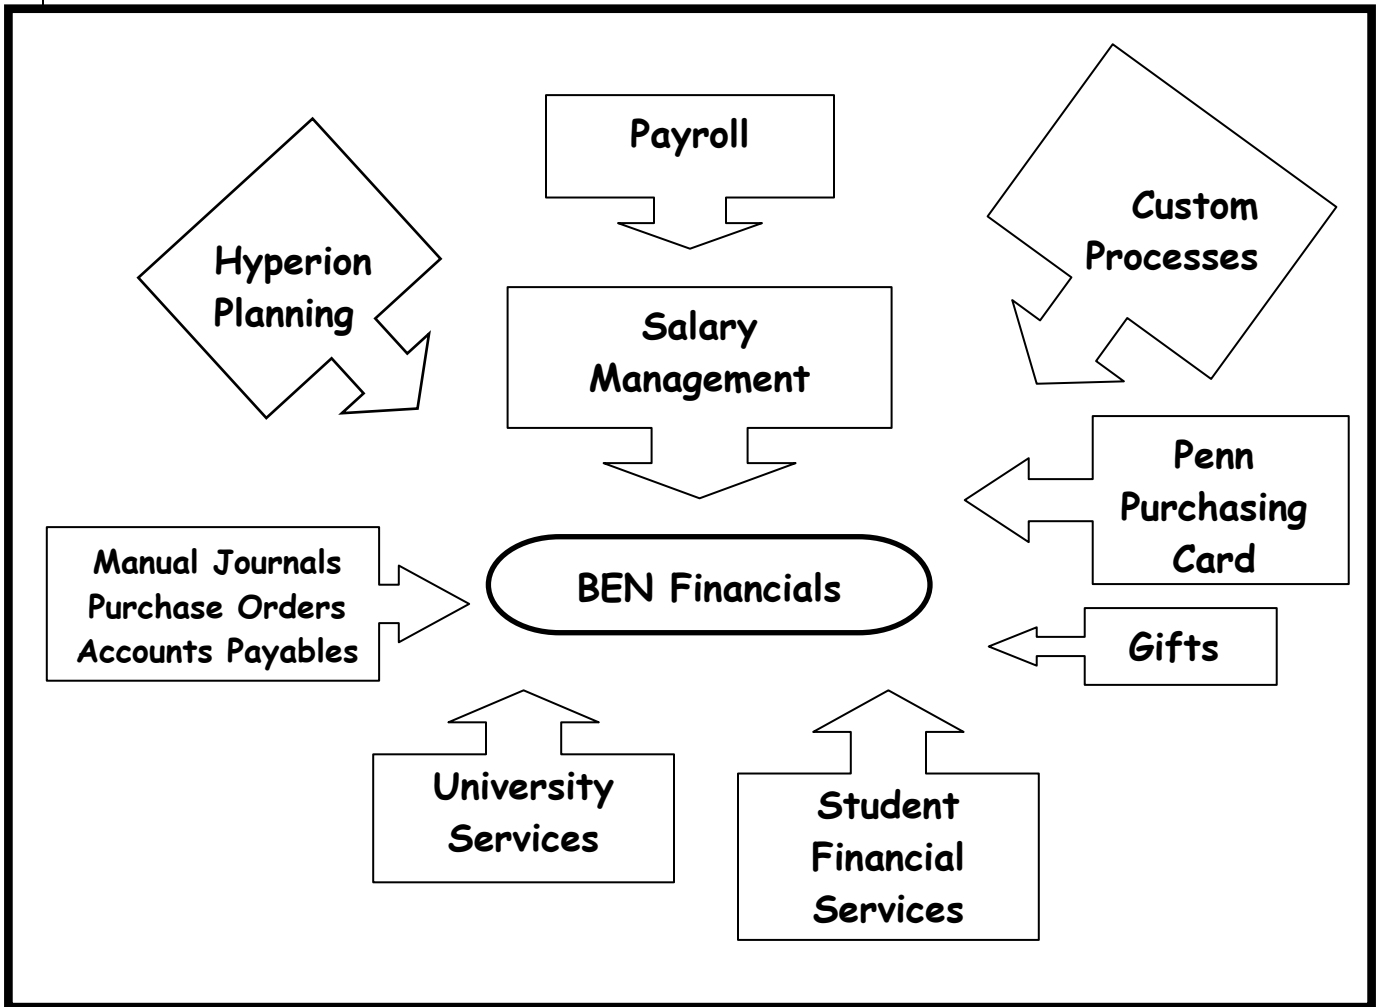 Payroll
Custom
Processes
Hyperion
Planning
Salary
Management
Penn
Purchasing
Card
Manual Journals
Purchase Orders
Accounts Payables
BEN Financials
Gifts
University
Services
Student
Financial
Services